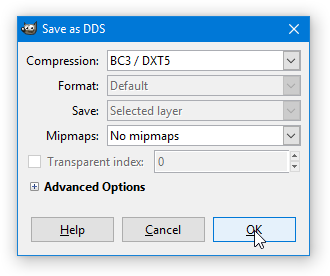 Save as DDS
Compression: BC3 / DXT5
Format: Default
Save: Selected layer
Mipmaps: No mipmaps
Transparent index: 0
Advanced Options
Help Cancel OK